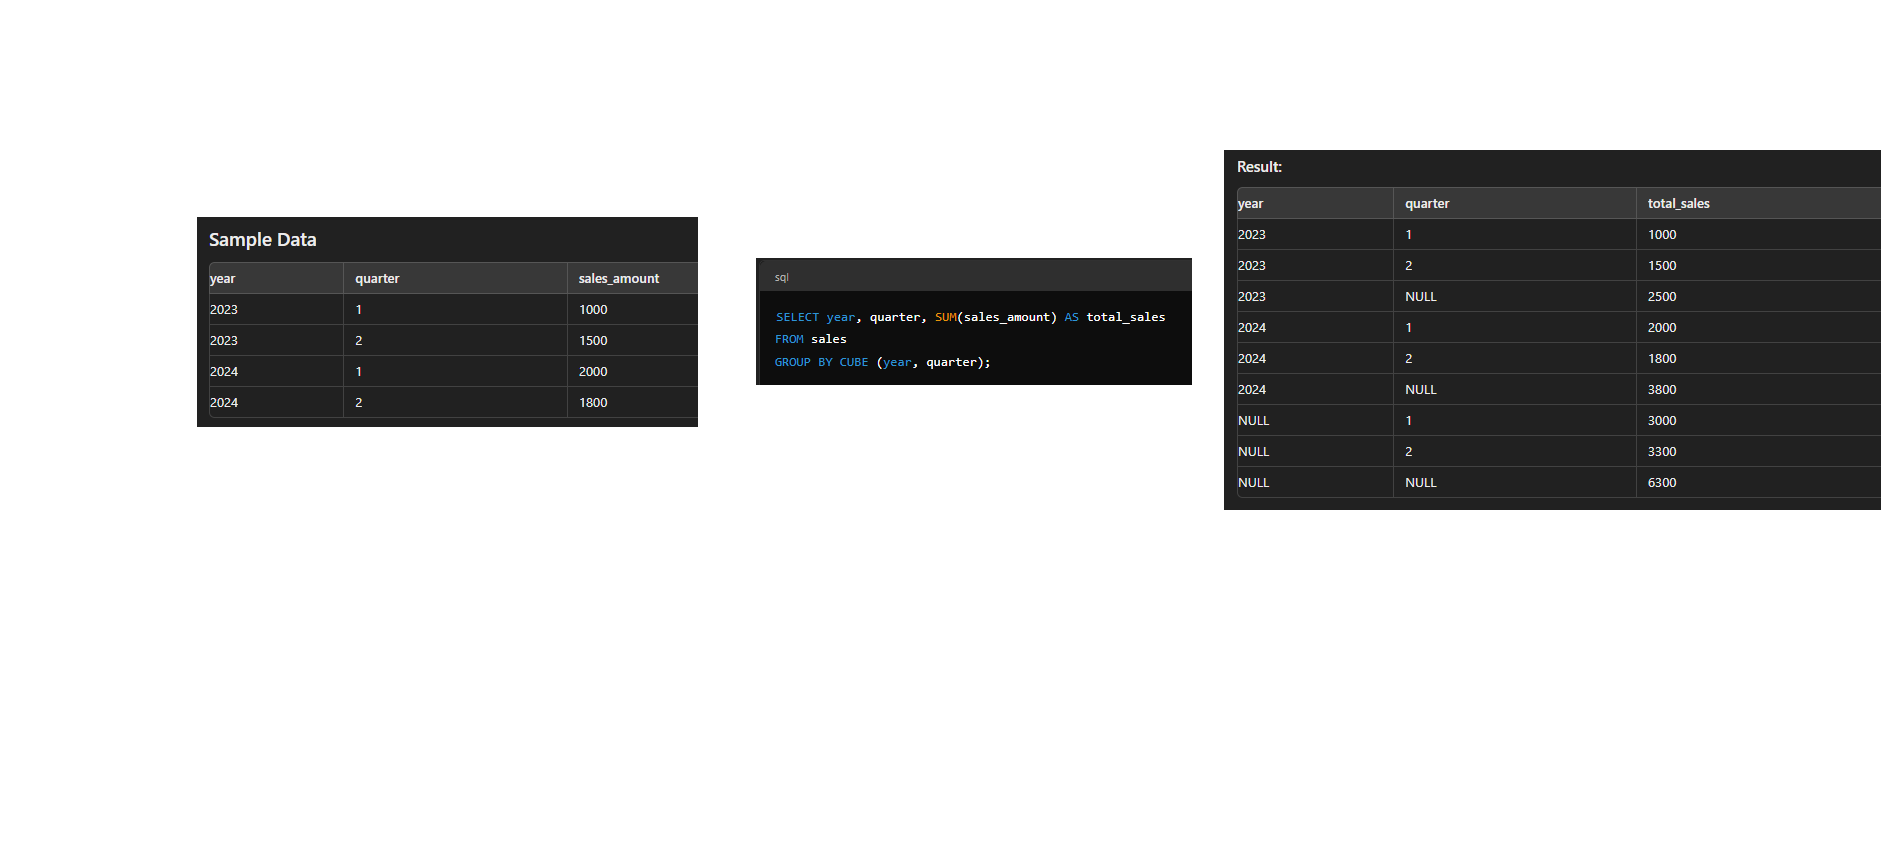 Sample Data
year quarter sales_amount
2023 1 1000
2023 2 1500
2024 1 2000
2024 2 1800
sql
SELECT year, quarter, SUM(sales_amount) AS total_sales
FROM sales
GROUP BY CUBE (year, quarter);
Result:
year quarter total_sales
2023 1 1000
2023 2 1500
2023 NULL 2500
2024 1 2000
2024 2 1800
2024 NULL 3800
NULL 1 3000
NULL 2 3300
NULL NULL 6300